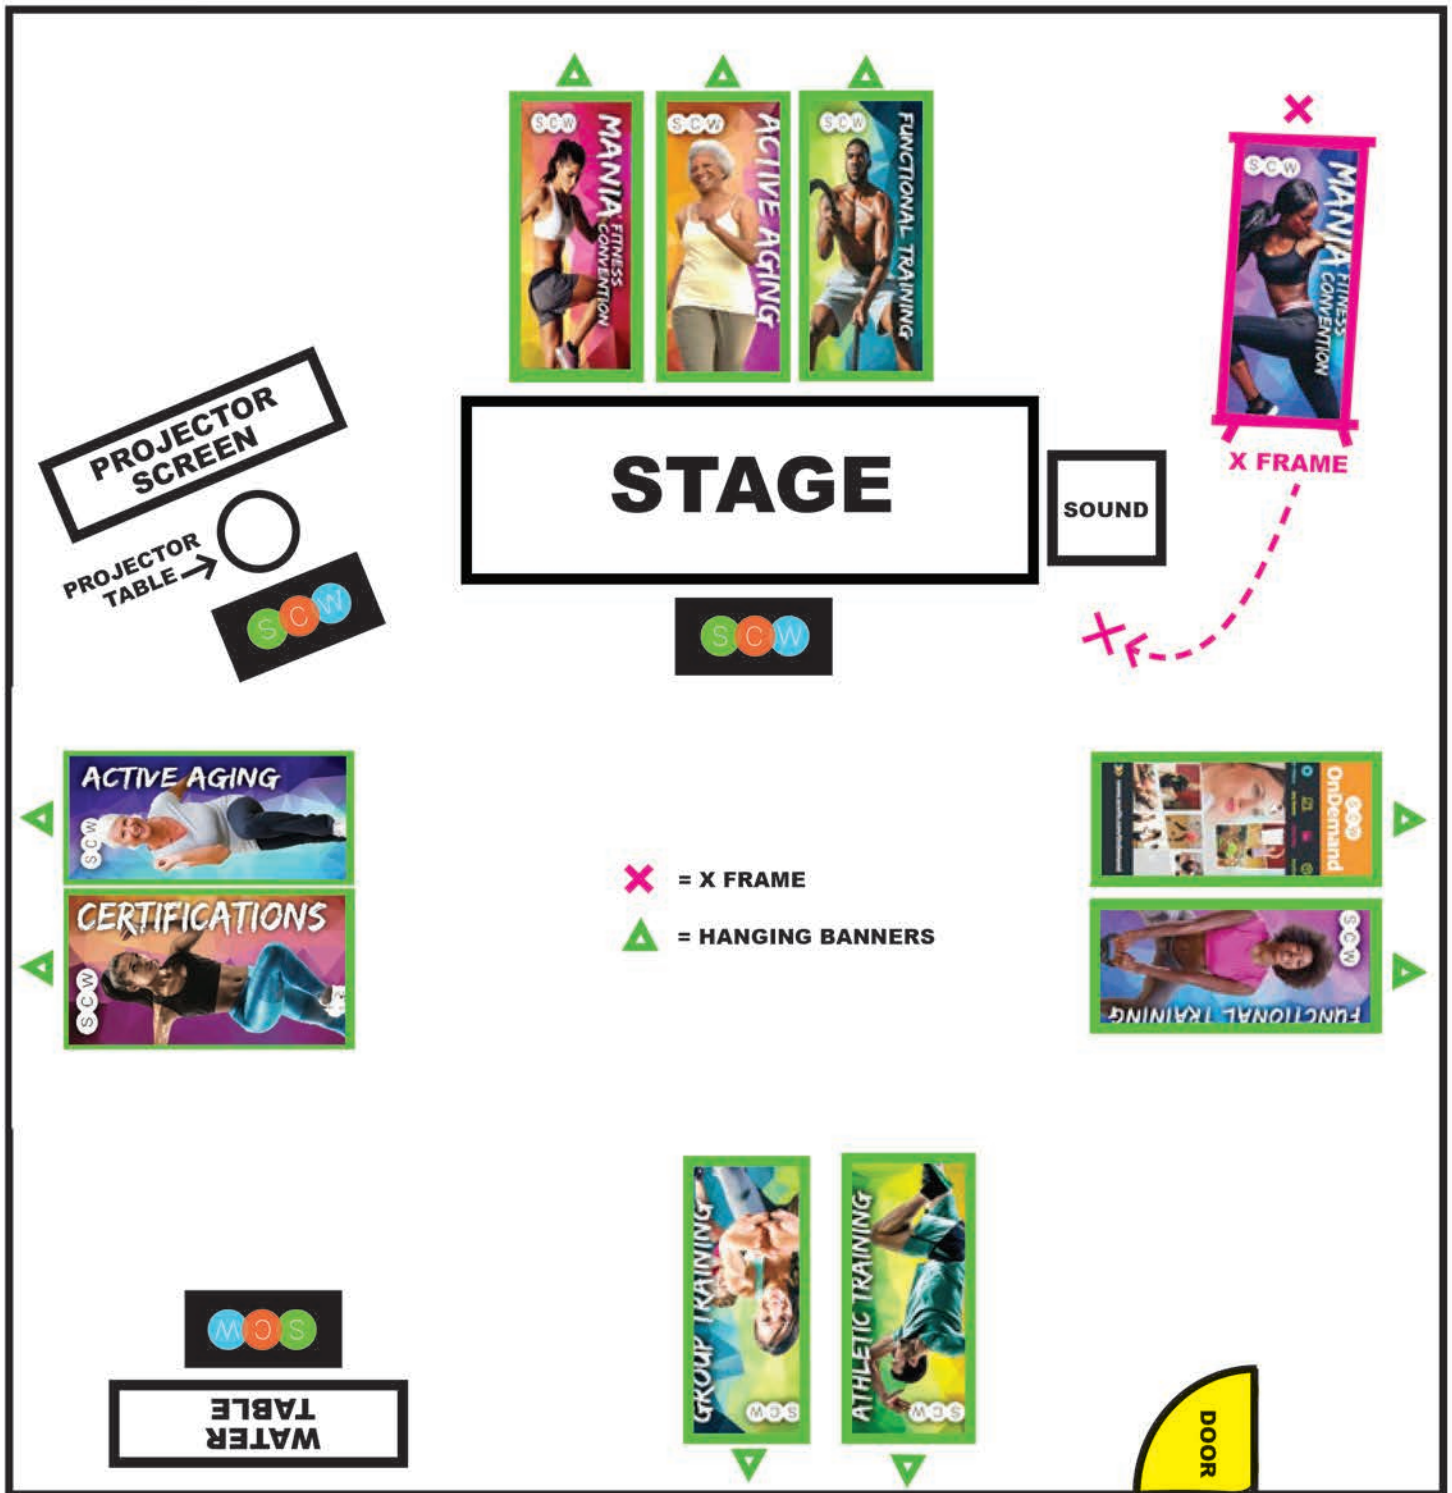 SCW
MANIA
FITNESS
CONVENTION
SCW
ACTIVE AGING
SCW
FUNCTIONAL TRAINING
SCW
MANIA
FITNESS
CONVENTION
X FRAME
PROJECTOR
SCREEN
PROJECTOR
TABLE
SCW
STAGE
SOUND
SCW
ACTIVE AGING
SCW
CERTIFICATIONS
SCW
= X FRAME
= HANGING BANNERS
SCW
OnDemand
SCW
FUNCTIONAL TRAINING
GROUP TRAINING
SCW
ATHLETIC TRAINING
SCW
SCW
WATER
TABLE
DOOR